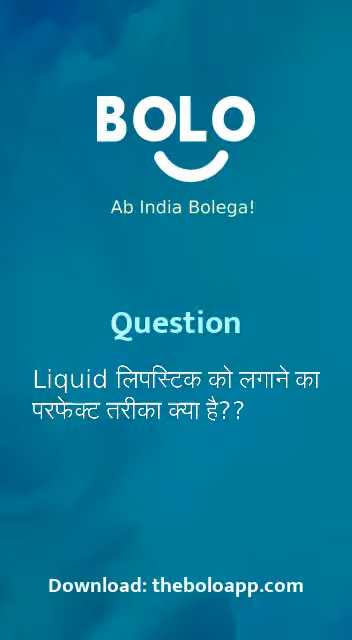 BOLO
Ab India Bolega!
Question
Liquid लिपस्टिक को लगाने का
परफेक्ट तरीका क्या है??
Download: theboloapp.com